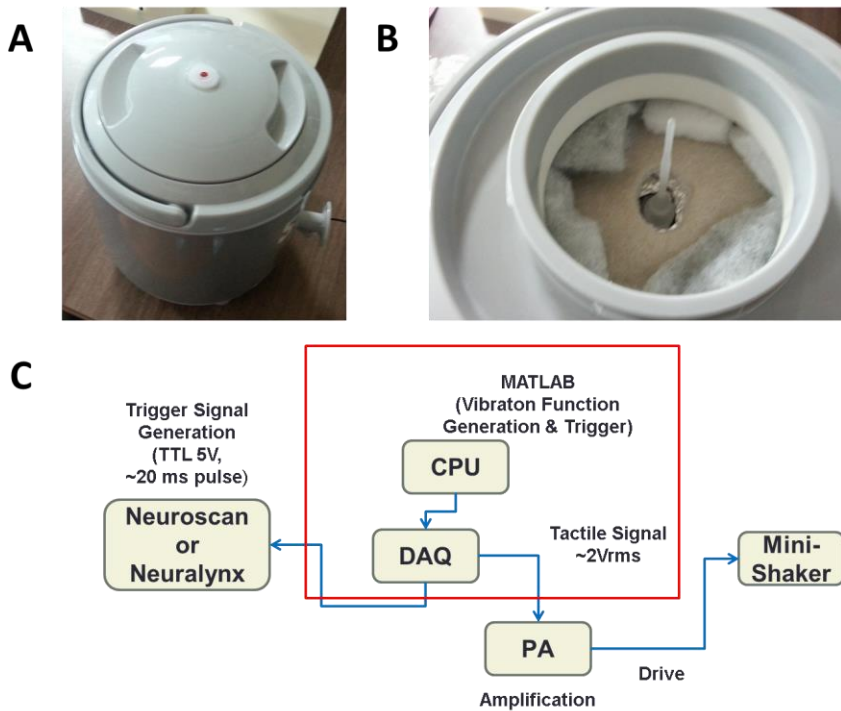 A
B
C
MATLAB
(Vibraton Function
Generation & Trigger)
Trigger Signal
Generation
(TTL 5V,
~20 ms pulse)
CPU
Neuroscan
or
Neuralynx
DAQ
Tactile Signal
~2Vrms
Mini-
Shaker
PA
Drive
Amplification